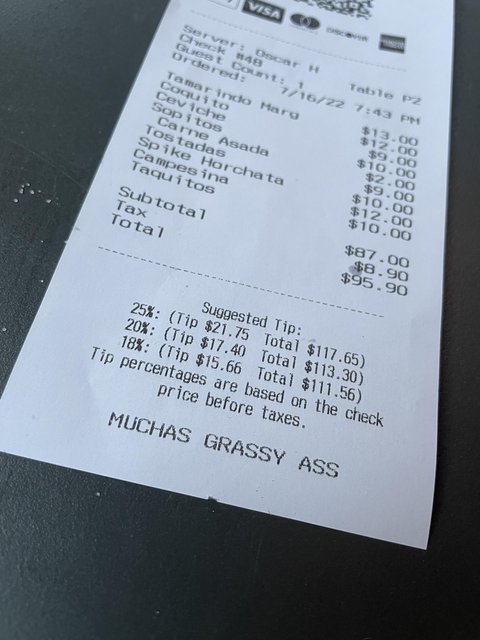 VISA DISCOVER
Server: Oscar H
Check #48 Table P2
Guest Count: 1
Ordered: 7/16/22 7:43 PM
Tamarindo Marg $13.00
Coquito $12.00
Ceviche $9.00
Sopitos $10.00
Carne Asada $2.00
Tostadas $9.00
Spike Horchata $10.00
Campesina $12.00
Taquitos $10.00
Subtotal $87.00
Tax $8.90
Total $95.90
Suggested Tip:
25%: (Tip $21.75 Total $117.65)
20%: (Tip $17.40 Total $113.30)
18%: (Tip $15.66 Total $111.56)
Tip percentages are based on the check
price before taxes.
MUCHAS GRASSY ASS